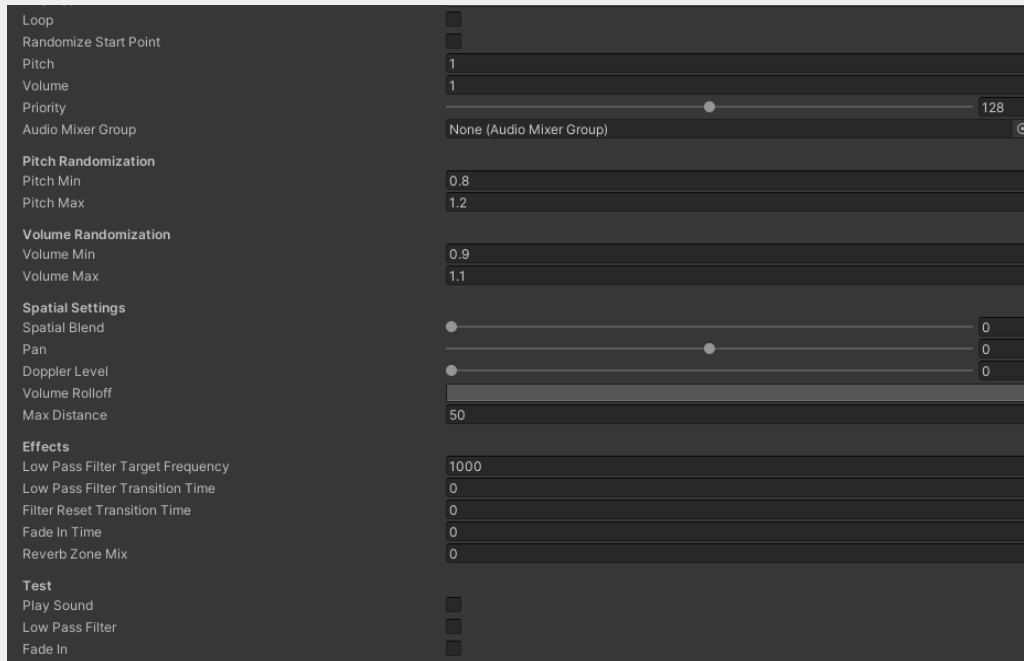 Loop
Randomize Start Point
Pitch 1
Volume 1
Priority 128
Audio Mixer Group None (Audio Mixer Group)
Pitch Randomization
Pitch Min 0.8
Pitch Max 1.2
Volume Randomization
Volume Min 0.9
Volume Max 1.1
Spatial Settings
Spatial Blend 0
Pan 0
Doppler Level 0
Volume Rolloff
Max Distance 50
Effects
Low Pass Filter Target Frequency 1000
Low Pass Filter Transition Time 0
Filter Reset Transition Time 0
Fade In Time 0
Reverb Zone Mix 0
Test
Play Sound
Low Pass Filter
Fade In